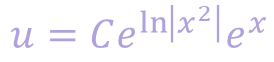 u = Ce^{ln|x^2|}e^x